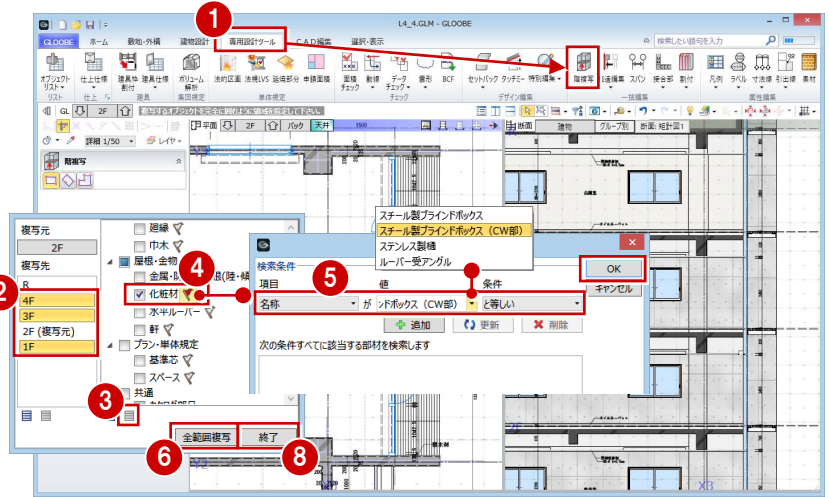 1
L4_4.GLM - GLOOBE
GLOOBE ホーム 敷地・外構 建物設計 専用設計ツール CAD編集 選択・表示 検索したい語句を入力
オブジェクトリスト 仕上仕様 建具枠割付 建具仕様 ボリューム解析 法的区画 法規LVS 延焼部分 申請面積 面積チェック 動線 データチェック 雲形 BCF セットバック クッチニー 特別編集 階複写 スパン 接合部 割付 凡例 ラベル 寸法線 引出線 素材
リスト 仕上 建具 集団規定 単体規定 チェック デザイン編集 一括編集 属性編集
GL 2F
平面 2F バック 天井 1500 断面 建物 グループ別 断面: 矩計図1
詳細 1/50 レイヤー
階複写
複写元
2F
複写先
R
4F
3F
2F (複写元)
1F
2
3
廻縁
巾木
屋根・金物
4
化粧材
水平ルーバー
軒
プラン・単体規定
基準芯
スペース
共通
全範囲複写 終了
6
8
スチール製ブラインドボックス
スチール製ブラインドボックス (CW部)
ステンレス製樋
ルーバー受アングル
検索条件
5
項目 値 条件
名称 が ンドボックス (CW部) と等しい
OK
キャンセル
追加 更新 削除
次の条件すべてに該当する部材を検索します
Y2
2F
X3